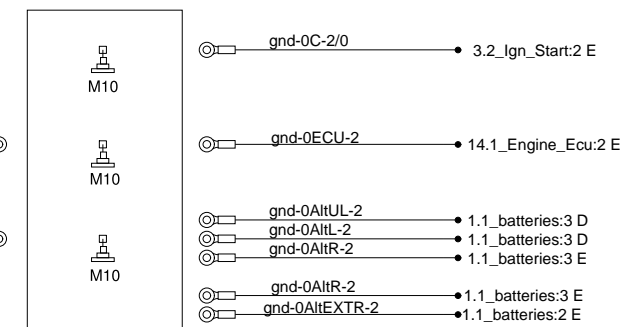 gnd-0C-2/0 3.2_Ign_Start:2 E
M10
gnd-0ECU-2 14.1_Engine_Ecu:2 E
M10
gnd-0AltUL-2 1.1_batteries:3 D
gnd-0AltL-2 1.1_batteries:3 D
gnd-0AltR-2 1.1_batteries:3 E
M10
gnd-0AltR-2 1.1_batteries:3 E
gnd-0AltEXTR-2 1.1_batteries:2 E